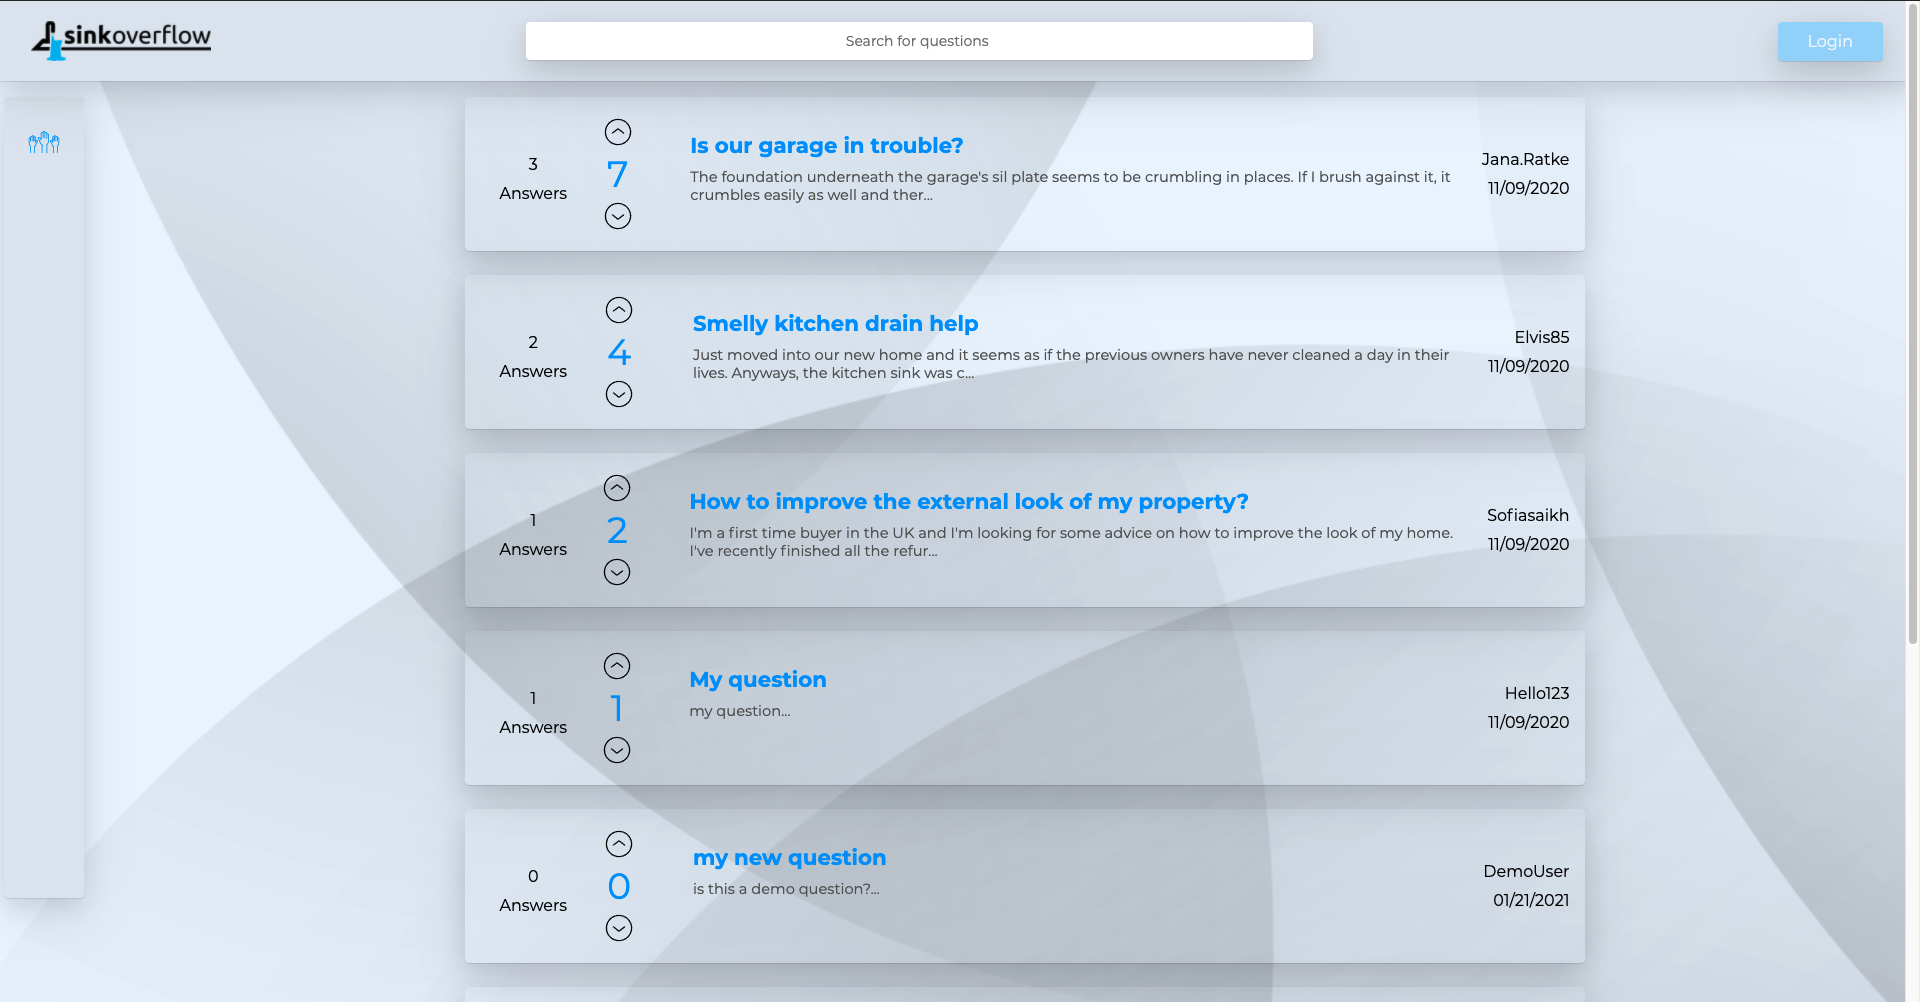 sinkoverflow
Search for questions
Login
3
Answers
7
Is our garage in trouble?
The foundation underneath the garage's sil plate seems to be crumbling in places. If I brush against it, it
crumbles easily as well and ther...
Jana.Ratke
11/09/2020
2
Answers
4
Smelly kitchen drain help
Just moved into our new home and it seems as if the previous owners have never cleaned a day in their
lives. Anyways, the kitchen sink was c...
Elvis85
11/09/2020
1
Answers
2
How to improve the external look of my property?
I'm a first time buyer in the UK and I'm looking for some advice on how to improve the look of my home.
I've recently finished all the refur...
Sofiasaikh
11/09/2020
1
Answers
1
My question
my question...
Hello123
11/09/2020
0
Answers
0
my new question
is this a demo question?...
DemoUser
01/21/2021